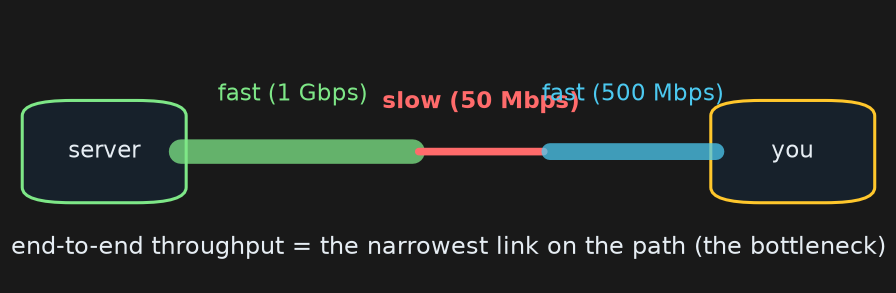 fast (1 Gbps)
slow (50 Mbps)
fast (500 Mbps)
server
you
end-to-end throughput = the narrowest link on the path (the bottleneck)